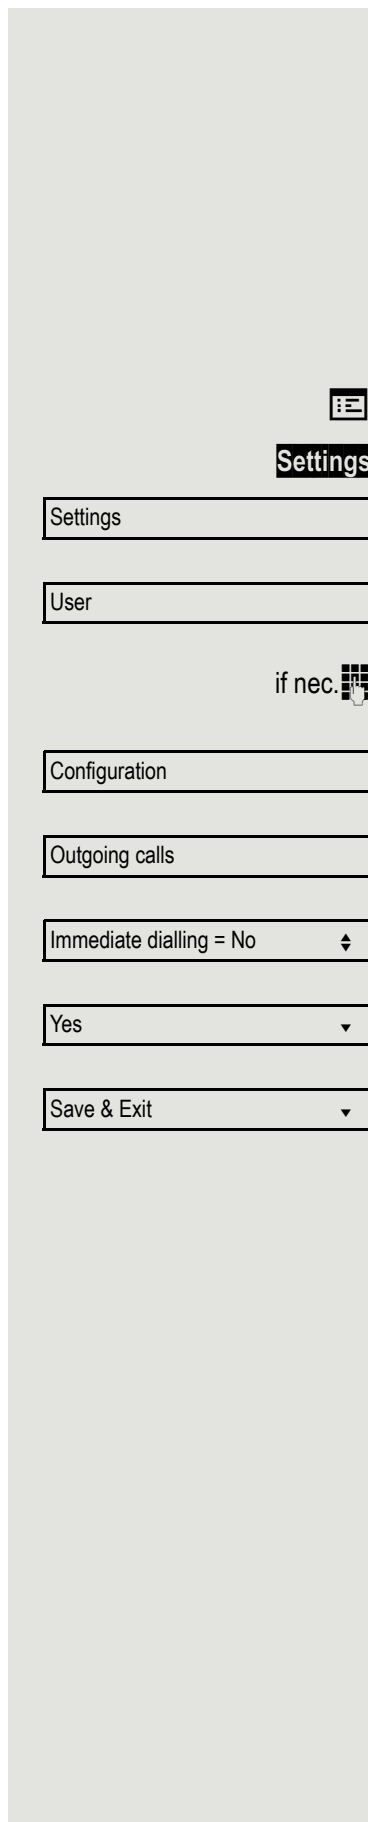 Settings
Settings
User
if nec.
Configuration
Outgoing calls
Immediate dialling = No
Yes
Save & Exit